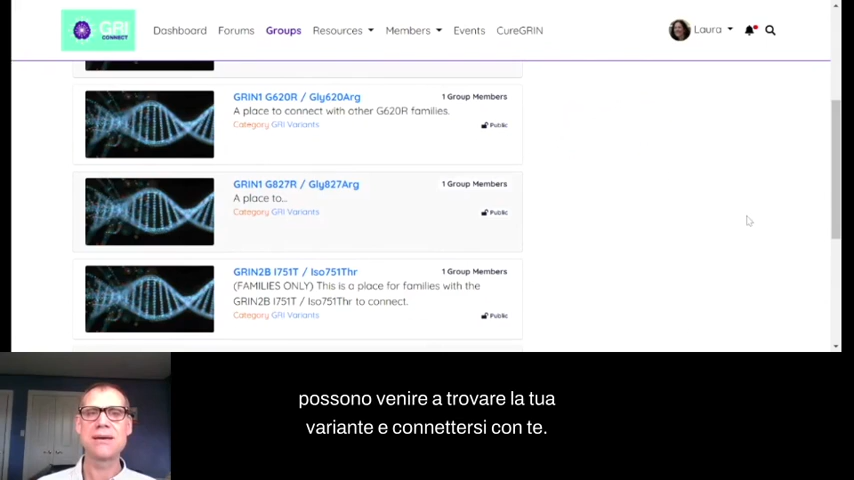 GRI
CONNECT
Dashboard Forums Groups Resources Members Events CureGRIN Laura
GRIN1 G620R / Gly620Arg 1 Group Members
A place to connect with other G620R families.
Category GRI Variants Public
GRIN1 G827R / Gly827Arg 1 Group Members
A place to...
Category GRI Variants Public
GRIN2B I751T / Iso751Thr 1 Group Members
(FAMILIES ONLY) This is a place for families with the
GRIN2B I751T / Iso751Thr to connect.
Category GRI Variants Public
possono venire a trovare la tua
variante e connettersi con te.